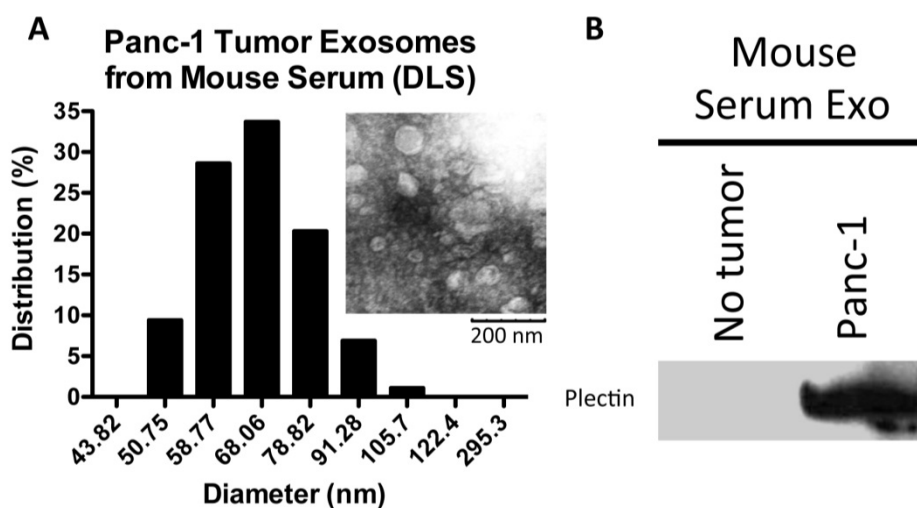 A
Panc-1 Tumor Exosomes
from Mouse Serum (DLS)
Distribution (%)
35
30
25
20
15
10
5
0
43.82
50.75
58.77
68.06
78.82
91.28
105.7
122.4
295.3
Diameter (nm)
200 nm
B
Mouse
Serum Exo
No tumor
Panc-1
Plectin